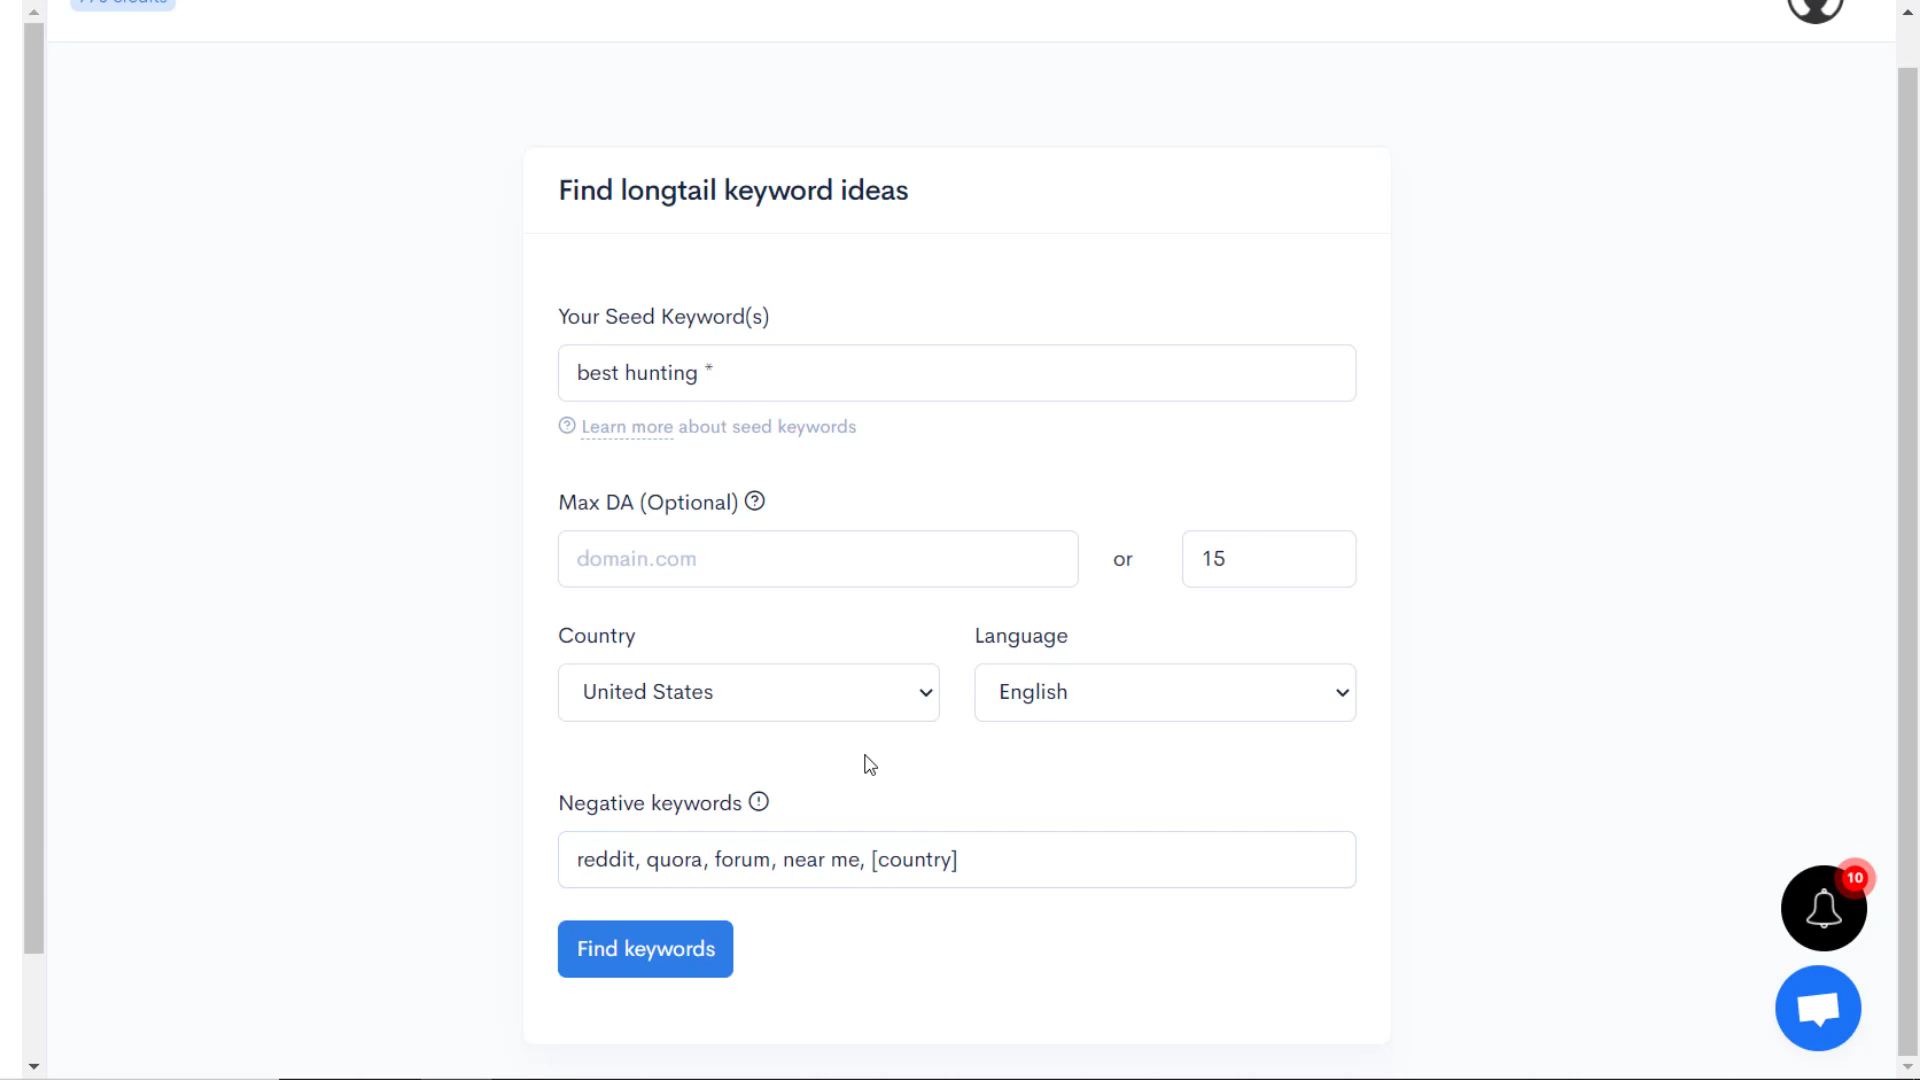 credits
Find longtail keyword ideas
Your Seed Keyword(s)
best hunting *
Learn more about seed keywords
Max DA (Optional)
domain.com or 15
Country Language
United States English
Negative keywords
reddit, quora, forum, near me, [country]
10
Find keywords